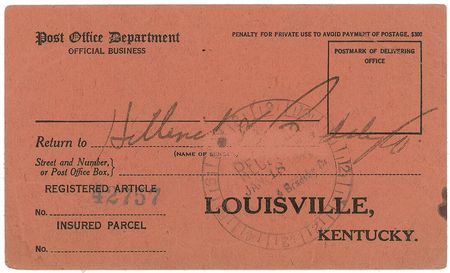 Post Office Department
OFFICIAL BUSINESS
PENALTY FOR PRIVATE USE TO AVOID PAYMENT OF POSTAGE, $300
POSTMARK OF DELIVERING
OFFICE
Return to
(NAME OF SENDER)
Street and Number,
or Post Office Box,
REGISTERED ARTICLE
No. 42757
INSURED PARCEL
No.
LOUISVILLE,
KENTUCKY.